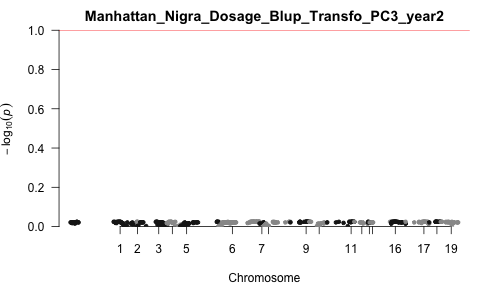 Manhattan_Nigra_Dosage_Blup_Transfo_PC3_year2
1.0
0.8
0.6
0.4
0.2
0.0
− log10(p)
1 2 3 5 6 7 9 11 16 17 19
Chromosome